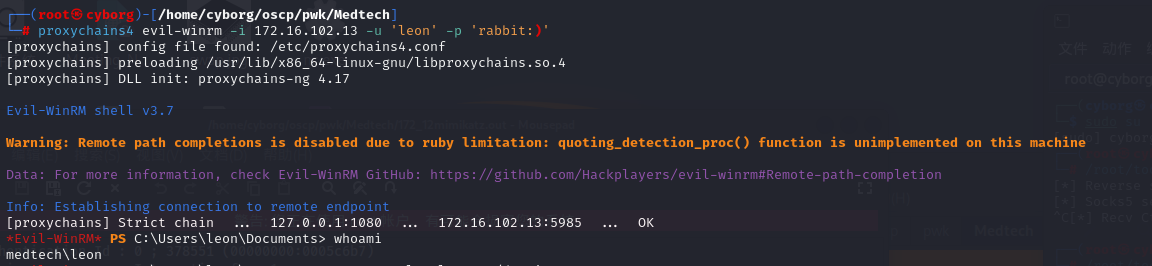 ┌──(root㉿cyborg)-[/home/cyborg/oscp/pwk/Medtech]
└─# proxychains4 evil-winrm -i 172.16.102.13 -u 'leon' -p 'rabbit:)'
[proxychains] config file found: /etc/proxychains4.conf
[proxychains] preloading /usr/lib/x86_64-linux-gnu/libproxychains.so.4
[proxychains] DLL init: proxychains-ng 4.17
Evil-WinRM shell v3.7
Warning: Remote path completions is disabled due to ruby limitation: quoting_detection_proc() function is unimplemented on this machine
Data: For more information, check Evil-WinRM GitHub: https://github.com/Hackplayers/evil-winrm#Remote-path-completion
Info: Establishing connection to remote endpoint
[proxychains] Strict chain ... 127.0.0.1:1080 ... 172.16.102.13:5985 ... OK
*Evil-WinRM* PS C:\Users\leon\Documents> whoami
medtech\leon
文件 动作
root@cyborg
Medtech